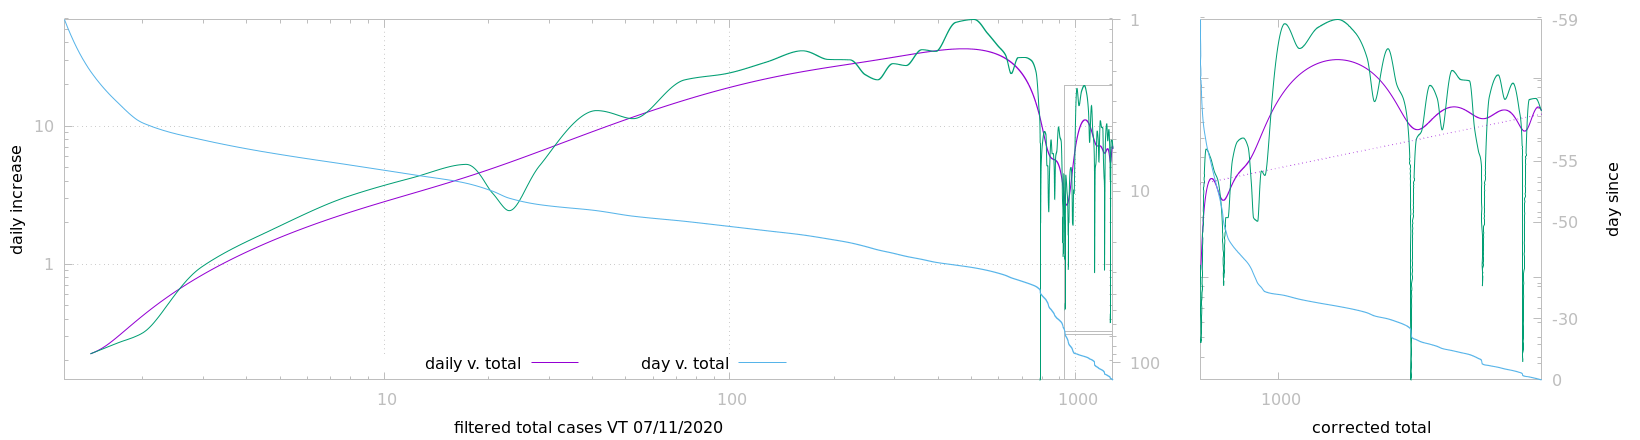 daily increase
10
1
daily v. total
day v. total
10
100
1000
filtered total cases VT 07/11/2020
1
10
100
1000
corrected total
-59
-55
-50
-30
0
day since